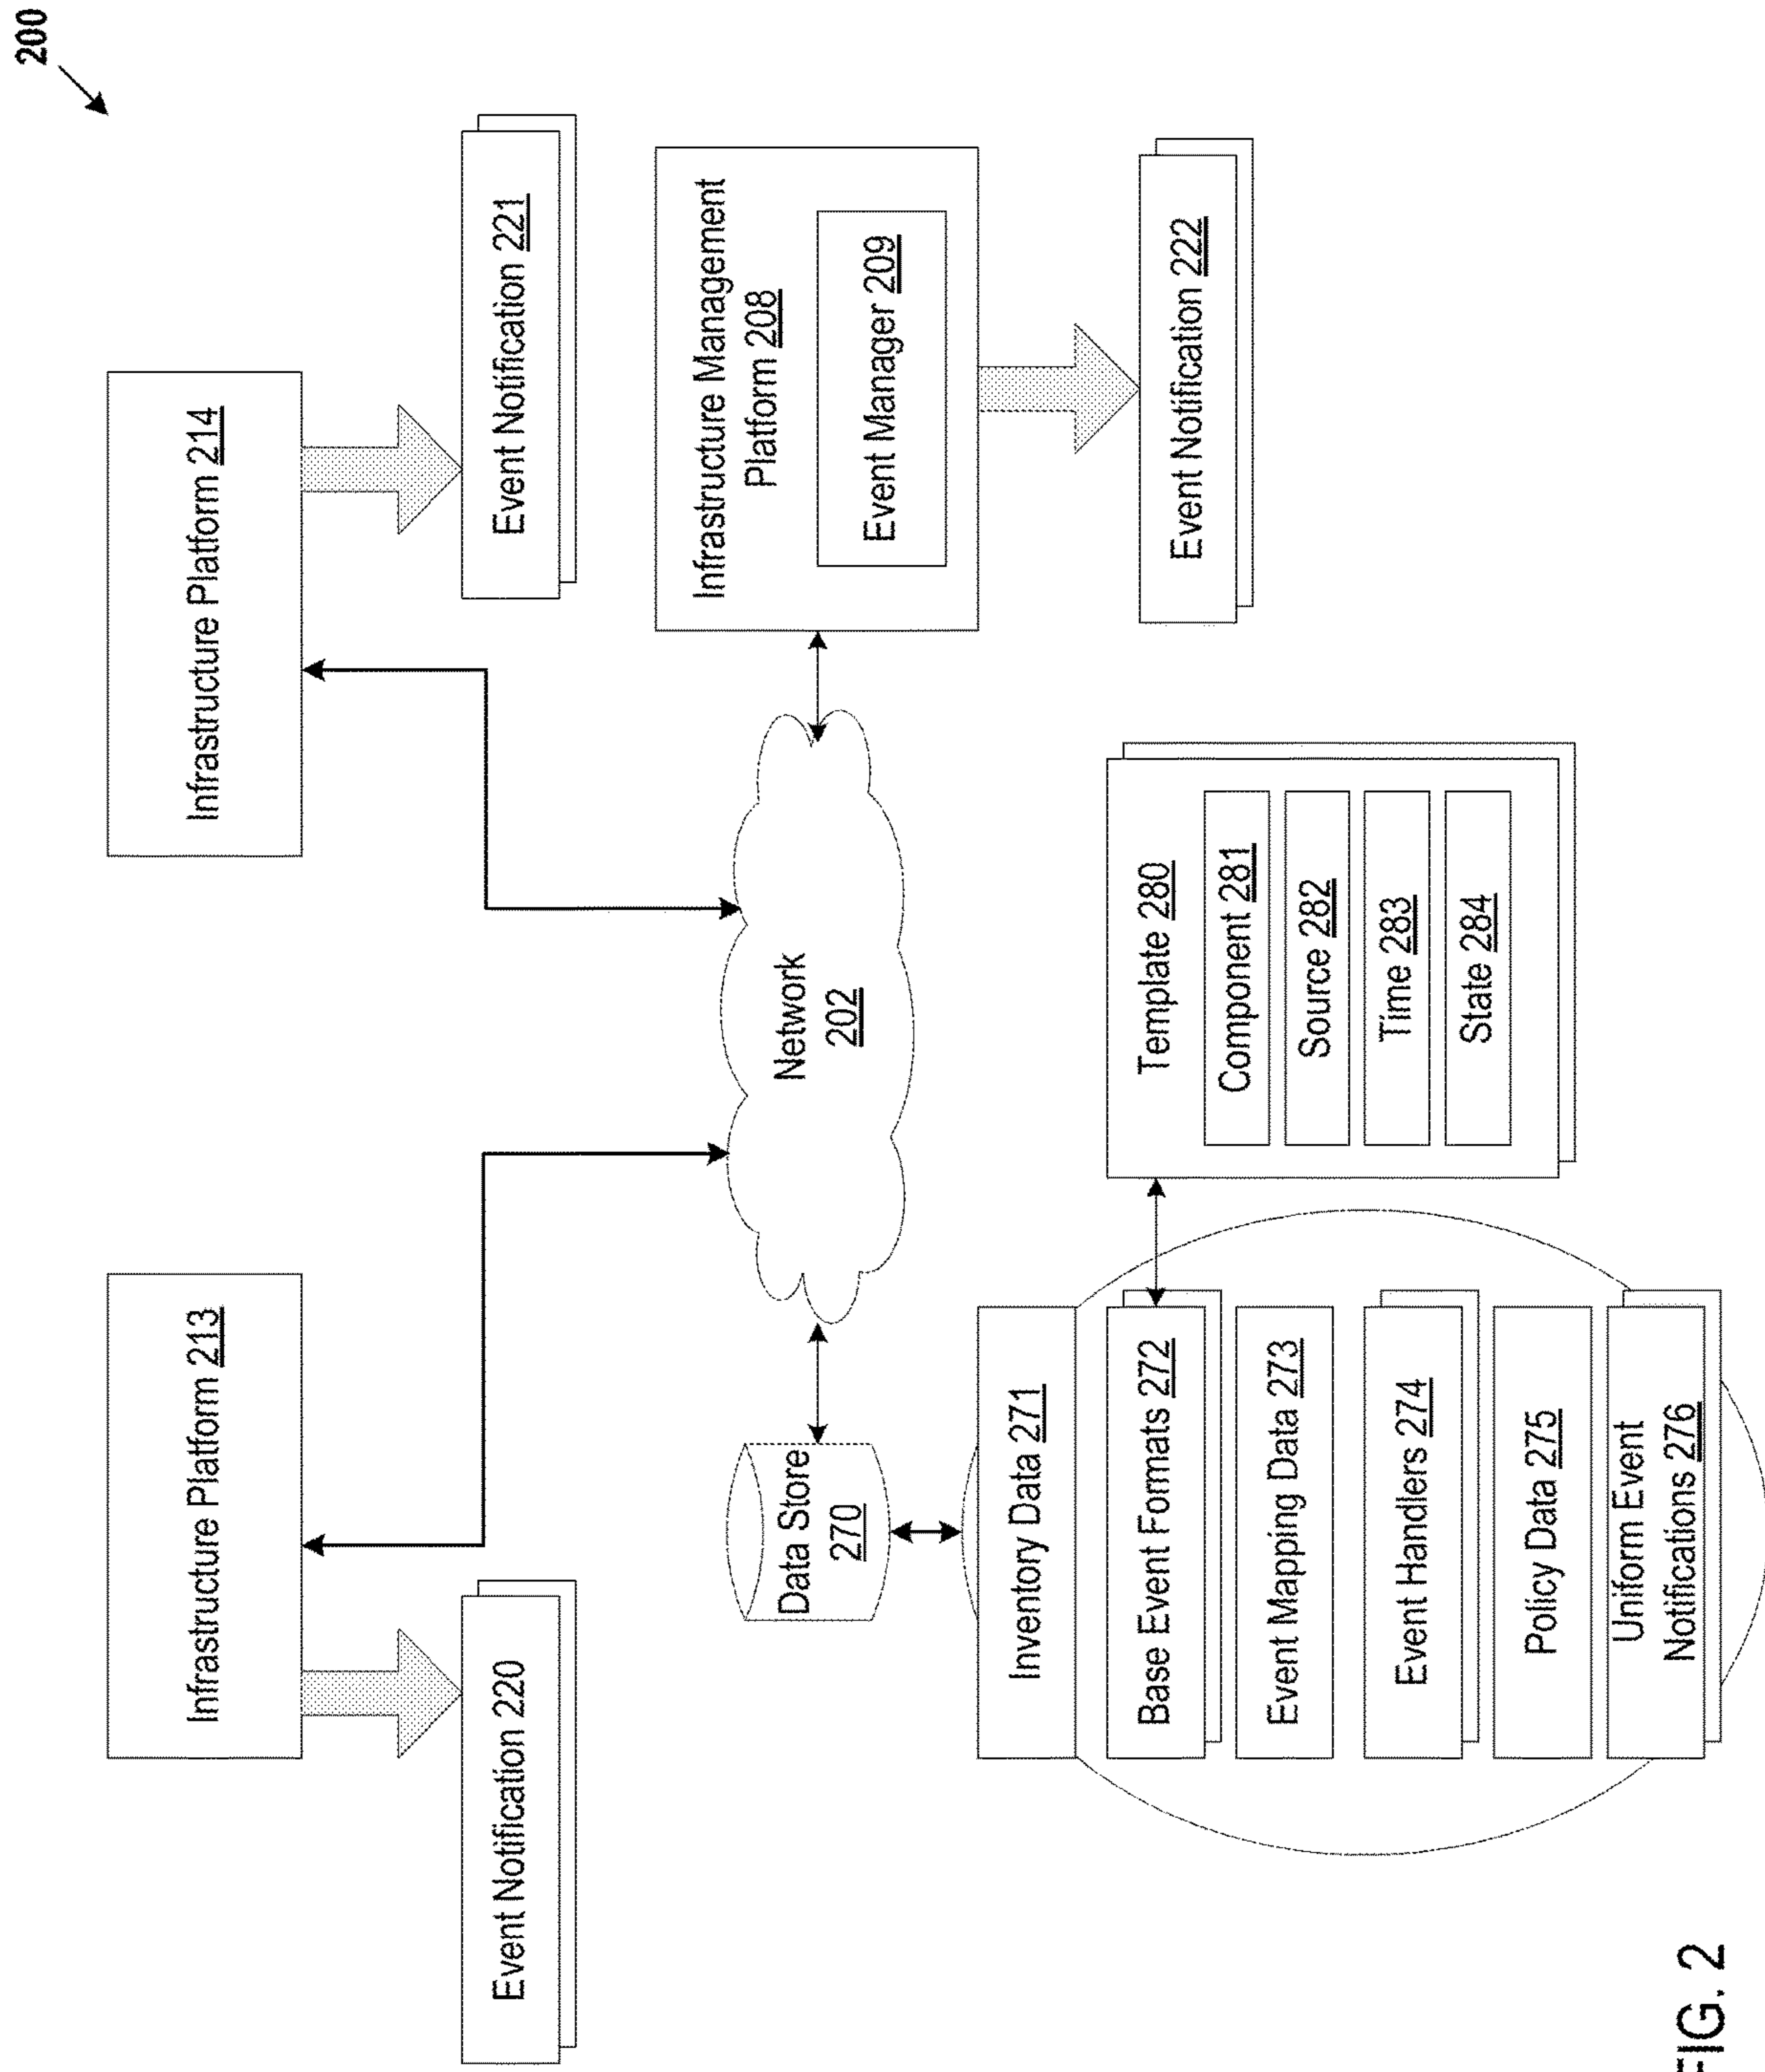 200
Infrastructure Platform 213
Infrastructure Platform 214
Event Notification 220
Event Notification 221
Data Store
270
Network
202
Infrastructure Management
Platform 208
Event Manager 209
Event Notification 222
Inventory Data 271
Base Event Formats 272
Event Mapping Data 273
Event Handlers 274
Policy Data 275
Uniform Event
Notifications 276
Template 280
Component 281
Source 282
Time 283
State 284
FIG. 2